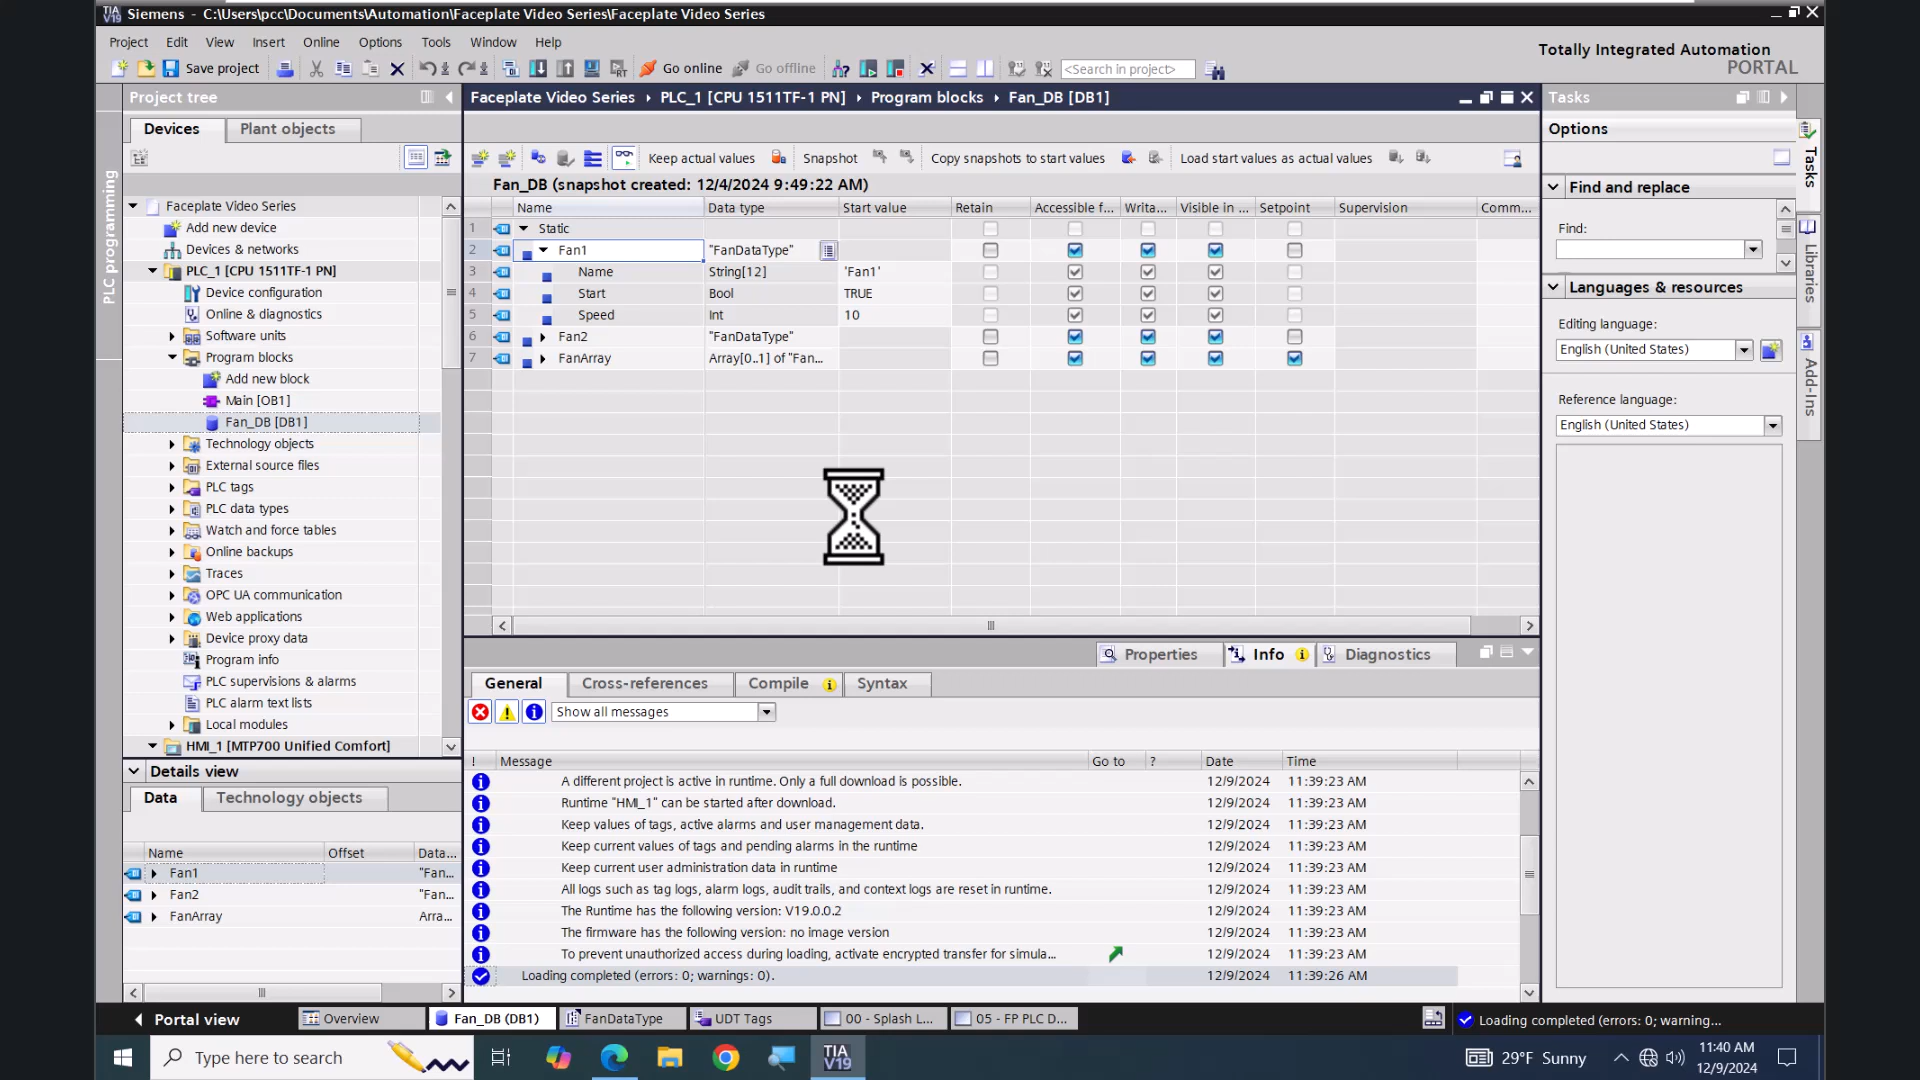 TIA V19 Siemens - C:\Users\pcc\Documents\Automation\Faceplate Video Series\Faceplate Video Series
Project Edit View Insert Online Options Tools Window Help
Totally Integrated Automation
PORTAL
Save project Go online Go offline <Search in project>
Project tree
Faceplate Video Series › PLC_1 [CPU 1511TF-1 PN] › Program blocks › Fan_DB [DB1]
Tasks
Devices Plant objects
Options
PLC programming
Keep actual values Snapshot Copy snapshots to start values Load start values as actual values
Fan_DB (snapshot created: 12/4/2024 9:49:22 AM)
Name Data type Start value Retain Accessible f... Writa... Visible in ... Setpoint Supervision Comm...
1 Static
2 Fan1 "FanDataType"
3 Name String[12] 'Fan1'
4 Start Bool TRUE
5 Speed Int 10
6 Fan2 "FanDataType"
7 FanArray Array[0..1] of "Fan...
Faceplate Video Series
Add new device
Devices & networks
PLC_1 [CPU 1511TF-1 PN]
Device configuration
Online & diagnostics
Software units
Program blocks
Add new block
Main [OB1]
Fan_DB [DB1]
Technology objects
External source files
PLC tags
PLC data types
Watch and force tables
Online backups
Traces
OPC UA communication
Web applications
Device proxy data
Program info
PLC supervisions & alarms
PLC alarm text lists
Local modules
HMI_1 [MTP700 Unified Comfort]
Find and replace
Find:
Languages & resources
Editing language:
English (United States)
Reference language:
English (United States)
Tasks
Libraries
Add-Ins
Properties Info Diagnostics
General Cross-references Compile Syntax
Show all messages
! Message Go to ? Date Time
A different project is active in runtime. Only a full download is possible. 12/9/2024 11:39:23 AM
Runtime "HMI_1" can be started after download. 12/9/2024 11:39:23 AM
Keep values of tags, active alarms and user management data. 12/9/2024 11:39:23 AM
Keep current values of tags and pending alarms in the runtime 12/9/2024 11:39:23 AM
Keep current user administration data in runtime 12/9/2024 11:39:23 AM
All logs such as tag logs, alarm logs, audit trails, and context logs are reset in runtime. 12/9/2024 11:39:23 AM
The Runtime has the following version: V19.0.0.2 12/9/2024 11:39:23 AM
The firmware has the following version: no image version 12/9/2024 11:39:23 AM
To prevent unauthorized access during loading, activate encrypted transfer for simula... 12/9/2024 11:39:23 AM
Loading completed (errors: 0; warnings: 0). 12/9/2024 11:39:26 AM
Details view
Data Technology objects
Name Offset Data...
Fan1 "Fan...
Fan2 "Fan...
FanArray Arra...
Portal view Overview Fan_DB (DB1) FanDataType UDT Tags 00 - Splash L... 05 - FP PLC D... Loading completed (errors: 0; warning...
Type here to search TIA V19 29°F Sunny 11:40 AM
12/9/2024